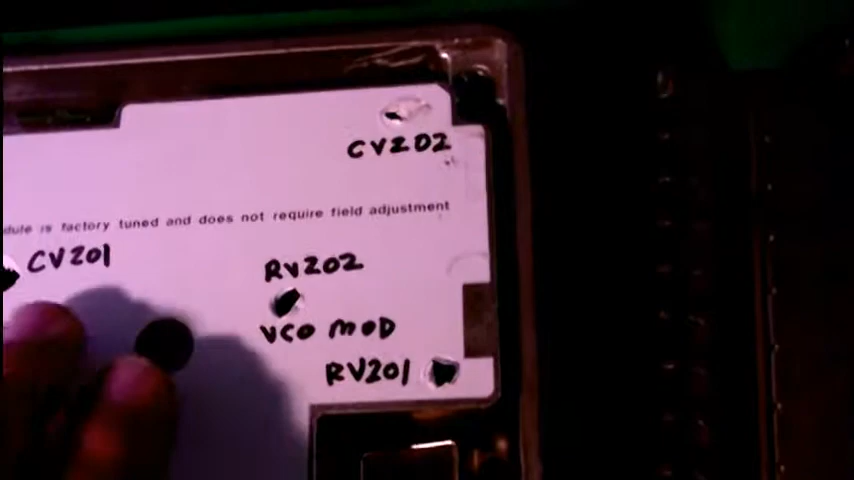 CV202
dule is factory tuned and does not require field adjustment
CV201
RV202
VCO MOD
RV201